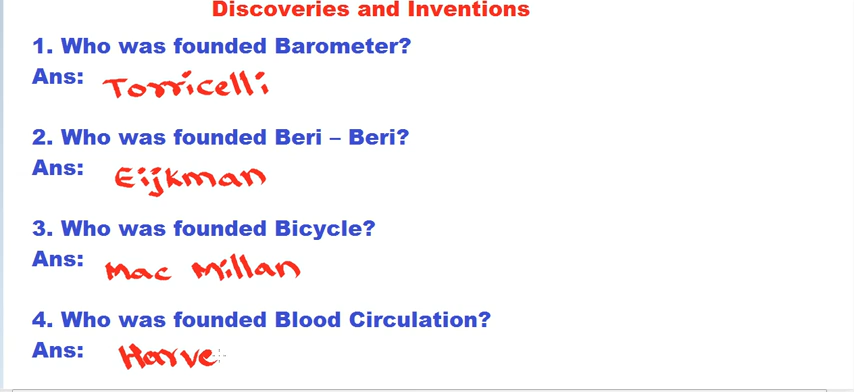 Discoveries and Inventions
1. Who was founded Barometer?
Ans: Torricelli
2. Who was founded Beri – Beri?
Ans: Eijkman
3. Who was founded Bicycle?
Ans: Mac Millan
4. Who was founded Blood Circulation?
Ans: Harve